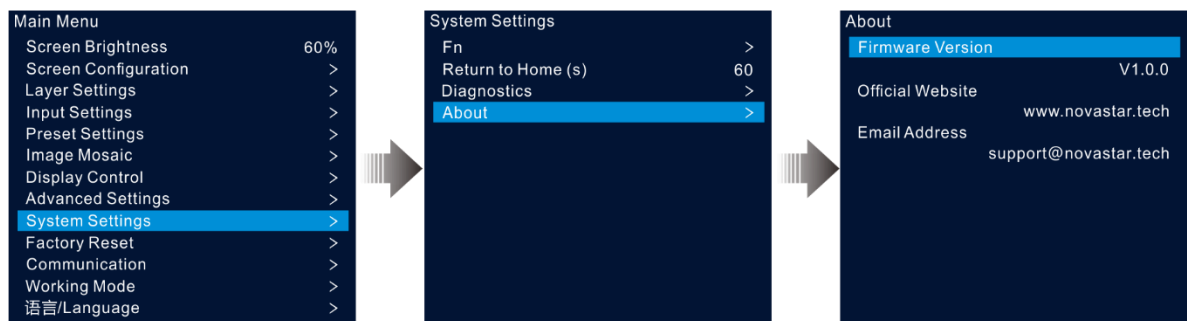 Main Menu
Screen Brightness 60%
Screen Configuration >
Layer Settings >
Input Settings >
Preset Settings >
Image Mosaic >
Display Control >
Advanced Settings >
System Settings >
Factory Reset >
Communication >
Working Mode >
语言/Language >
System Settings
Fn >
Return to Home (s) 60
Diagnostics >
About >
About
Firmware Version
V1.0.0
Official Website
www.novastar.tech
Email Address
support@novastar.tech